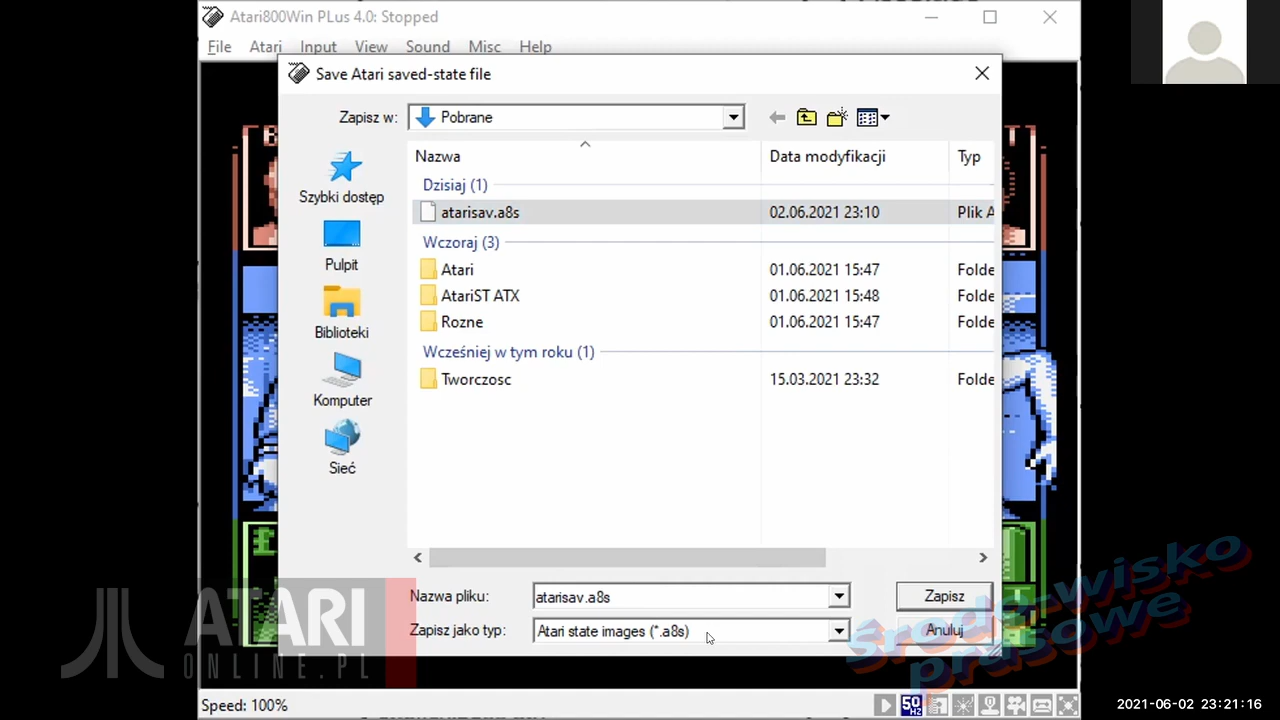 Atari800Win PLus 4.0: Stopped
File Atari Input View Sound Misc Help
Save Atari saved-state file
Zapisz w: Pobrane
Nazwa Data modyfikacji Typ
Dzisiaj (1)
atarisav.a8s 02.06.2021 23:10 Plik A
Wczoraj (3)
Atari 01.06.2021 15:47 Folde
AtariST ATX 01.06.2021 15:48 Folde
Rozne 01.06.2021 15:47 Folde
Wcześniej w tym roku (1)
Tworczosc 15.03.2021 23:32 Folde
Szybki dostęp
Pulpit
Biblioteki
Komputer
Sieć
Nazwa pliku: atarisav.a8s Zapisz
Zapisz jako typ: Atari state images (*.a8s) Anuluj
ATARI
ONLINE.PL
Środo-wisko
prasowe
Speed: 100%
50
HZ
2021-06-02 23:21:16